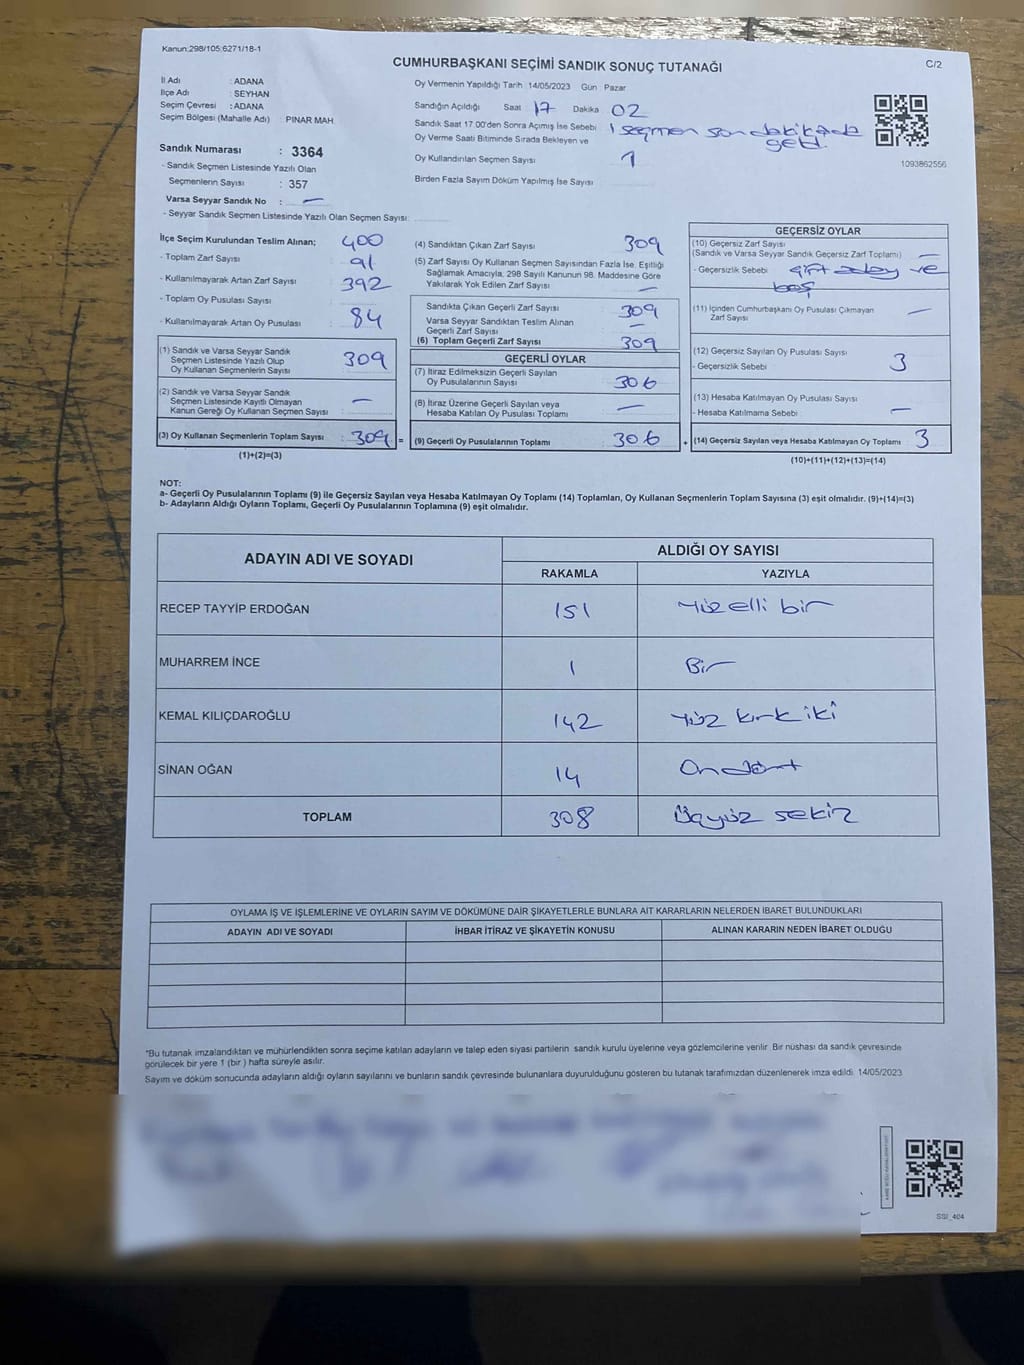 Kanun:298/105;6271/18-1
CUMHURBAŞKANI SEÇİMİ SANDIK SONUÇ TUTANAĞI
C/2
İl Adı : ADANA
İlçe Adı : SEYHAN
Seçim Çevresi : ADANA
Seçim Bölgesi (Mahalle Adı) : PINAR MAH.
Sandık Numarası : 3364
- Sandık Seçmen Listesinde Yazılı Olan
Seçmenlerin Sayısı : 357
Varsa Seyyar Sandık No : —
- Seyyar Sandık Seçmen Listesinde Yazılı Olan Seçmen Sayısı:
Oy Vermenin Yapıldığı Tarih : 14/05/2023 Gün : Pazar
Sandığın Açıldığı Saat 17 Dakika 02
Sandık Saat 17.00'den Sonra Açımış İse Sebebi 1 seçmen son dakikada
Oy Verme Saati Bitiminde Sırada Bekleyen ve geldi.
Oy Kullandırılan Seçmen Sayısı 1
Birden Fazla Sayım Döküm Yapılmış İse Sayısı
1093862556
İlçe Seçim Kurulundan Teslim Alınan; 400
- Toplam Zarf Sayısı : 91
- Kullanılmayarak Artan Zarf Sayısı : 392
- Toplam Oy Pusulası Sayısı
- Kullanılmayarak Artan Oy Pusulası : 84
(1) Sandık ve Varsa Seyyar Sandık
Seçmen Listesinde Yazılı Olup
Oy Kullanan Seçmenlerin Sayısı : 309
(2) Sandık ve Varsa Seyyar Sandık
Seçmen Listesinde Kayıtlı Olmayan
Kanun Gereği Oy Kullanan Seçmen Sayısı : —
(3) Oy Kullanan Seçmenlerin Toplam Sayısı : 309 =
(1)+(2)=(3)
(4) Sandıktan Çıkan Zarf Sayısı 309
(5) Zarf Sayısı Oy Kullanan Seçmen Sayısından Fazla İse, Eşitliği
Sağlamak Amacıyla, 298 Sayılı Kanunun 98. Maddesine Göre
Yakılarak Yok Edilen Zarf Sayısı : —
Sandıkta Çıkan Geçerli Zarf Sayısı : 309
Varsa Seyyar Sandıktan Teslim Alınan
Geçerli Zarf Sayısı : —
(6) Toplam Geçerli Zarf Sayısı : 309
GEÇERLİ OYLAR
(7) İtiraz Edilmeksizin Geçerli Sayılan
Oy Pusulalarının Sayısı : 306
(8) İtiraz Üzerine Geçerli Sayılan veya
Hesaba Katılan Oy Pusulası Toplamı : —
(9) Geçerli Oy Pusulalarının Toplamı : 306 +
GEÇERSİZ OYLAR
(10) Geçersiz Zarf Sayısı
(Sandık ve Varsa Seyyar Sandık Geçersiz Zarf Toplamı) : —
- Geçersizlik Sebebi : çift aday ve
boş
(11) İçinden Cumhurbaşkanı Oy Pusulası Çıkmayan
Zarf Sayısı —
(12) Geçersiz Sayılan Oy Pusulası Sayısı : 3
- Geçersizlik Sebebi :
(13) Hesaba Katılmayan Oy Pusulası Sayısı :
- Hesaba Katılmama Sebebi : —
(14) Geçersiz Sayılan veya Hesaba Katılmayan Oy Toplamı : 3
(10)+(11)+(12)+(13)=(14)
NOT:
a- Geçerli Oy Pusulalarının Toplamı (9) ile Geçersiz Sayılan veya Hesaba Katılmayan Oy Toplamı (14) Toplamları, Oy Kullanan Seçmenlerin Toplam Sayısına (3) eşit olmalıdır. (9)+(14)=(3)
b- Adayların Aldığı Oyların Toplamı, Geçerli Oy Pusulalarının Toplamına (9) eşit olmalıdır.
ADAYIN ADI VE SOYADI ALDIĞI OY SAYISI
RAKAMLA YAZIYLA
RECEP TAYYİP ERDOĞAN 151 Yüz elli bir
MUHARREM İNCE 1 Bir
KEMAL KILIÇDAROĞLU 142 Yüz kırk iki
SİNAN OĞAN 14 On dört
TOPLAM 308 Üçyüz sekiz
OYLAMA İŞ VE İŞLEMLERİNE VE OYLARIN SAYIM VE DÖKÜMÜNE DAİR ŞİKAYETLERLE BUNLARA AİT KARARLARIN NELERDEN İBARET BULUNDUKLARI
ADAYIN ADI VE SOYADI İHBAR İTİRAZ VE ŞİKAYETİN KONUSU ALINAN KARARIN NEDEN İBARET OLDUĞU
*Bu tutanak imzalandıktan ve mühürlendikten sonra seçime katılan adayların ve talep eden siyasi partilerin sandık kurulu üyelerine veya gözlemcilerine verilir. Bir nüshası da sandık çevresinde
görülecek bir yere 1 (bir ) hafta süreyle asılır.
Sayım ve döküm sonucunda adayların aldığı oyların sayılarını ve bunların sandık çevresinde bulunanlara duyurulduğunu gösteren bu tutanak tarafımızdan düzenlenerek imza edildi. 14/05/2023
SSI_404